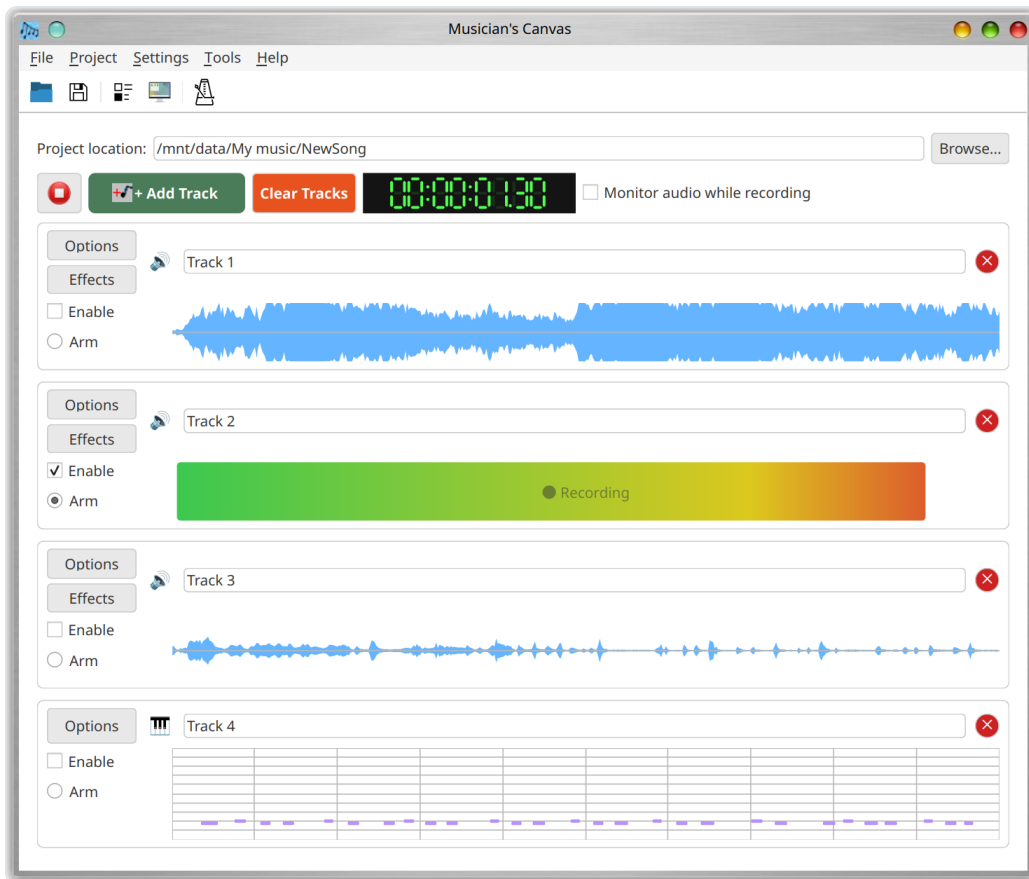 Musician's Canvas
File Project Settings Tools Help
Project location: /mnt/data/My music/NewSong Browse...
+ Add Track Clear Tracks 00:00:01.30 Monitor audio while recording
Options
Track 1
Effects
Enable
Arm
Options
Track 2
Effects
Enable
Recording
Arm
Options
Track 3
Effects
Enable
Arm
Options Track 4
Enable
Arm